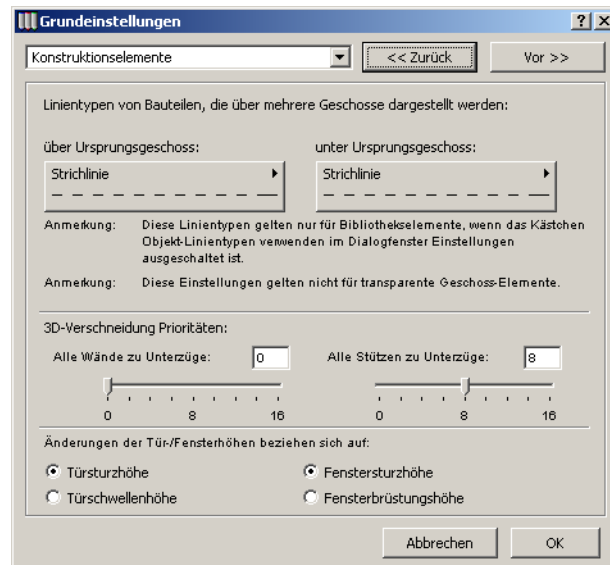 Grundeinstellungen
Konstruktionselemente
<< Zurück
Vor >>
Linientypen von Bauteilen, die über mehrere Geschosse dargestellt werden:
über Ursprungsgeschoss:
unter Ursprungsgeschoss:
Strichlinie
Strichlinie
Anmerkung: Diese Linientypen gelten nur für Bibliothekselemente, wenn das Kästchen
Objekt-Linientypen verwenden im Dialogfenster Einstellungen
ausgeschaltet ist.
Anmerkung: Diese Einstellungen gelten nicht für transparente Geschoss-Elemente.
3D-Verschneidung Prioritäten:
Alle Wände zu Unterzüge: 0
Alle Stützen zu Unterzüge: 8
0 8 16
0 8 16
Änderungen der Tür-/Fensterhöhen beziehen sich auf:
Türsturzhöhe
Fenstersturzhöhe
Türschwellenhöhe
Fensterbrüstungshöhe
Abbrechen
OK